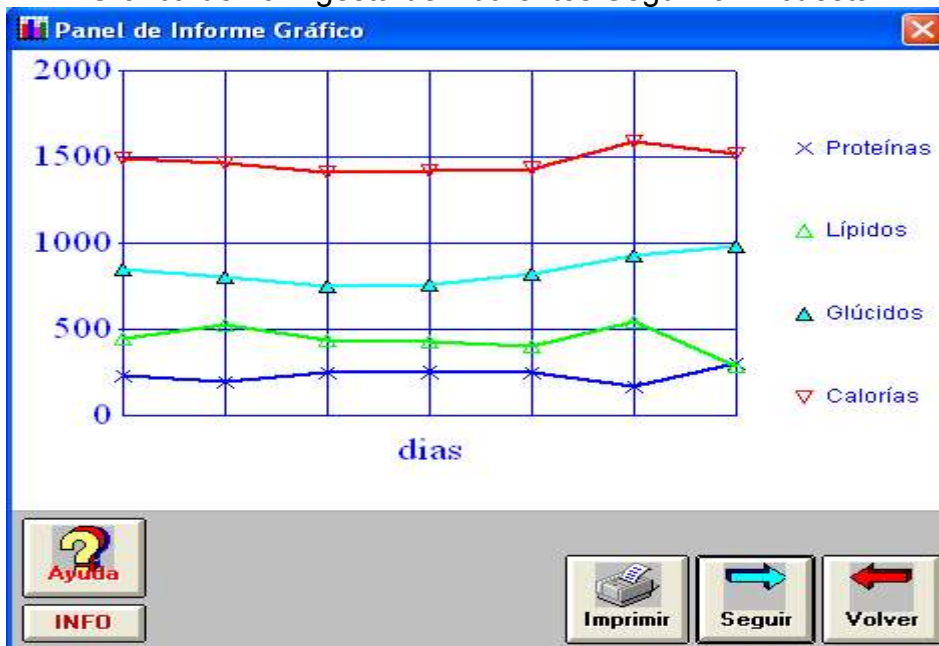 Panel de Informe Gráfico
2000
1500
1000
500
0
dias
Proteínas
Lípidos
Glúcidos
Calorías
Ayuda
INFO
Imprimir
Seguir
Volver